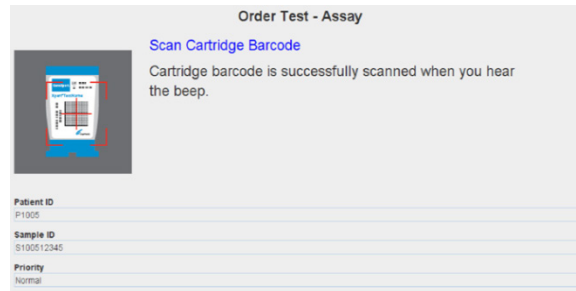 Order Test - Assay
Scan Cartridge Barcode
Cartridge barcode is successfully scanned when you hear
the beep.
Patient ID
P1005
Sample ID
S100512345
Priority
Normal